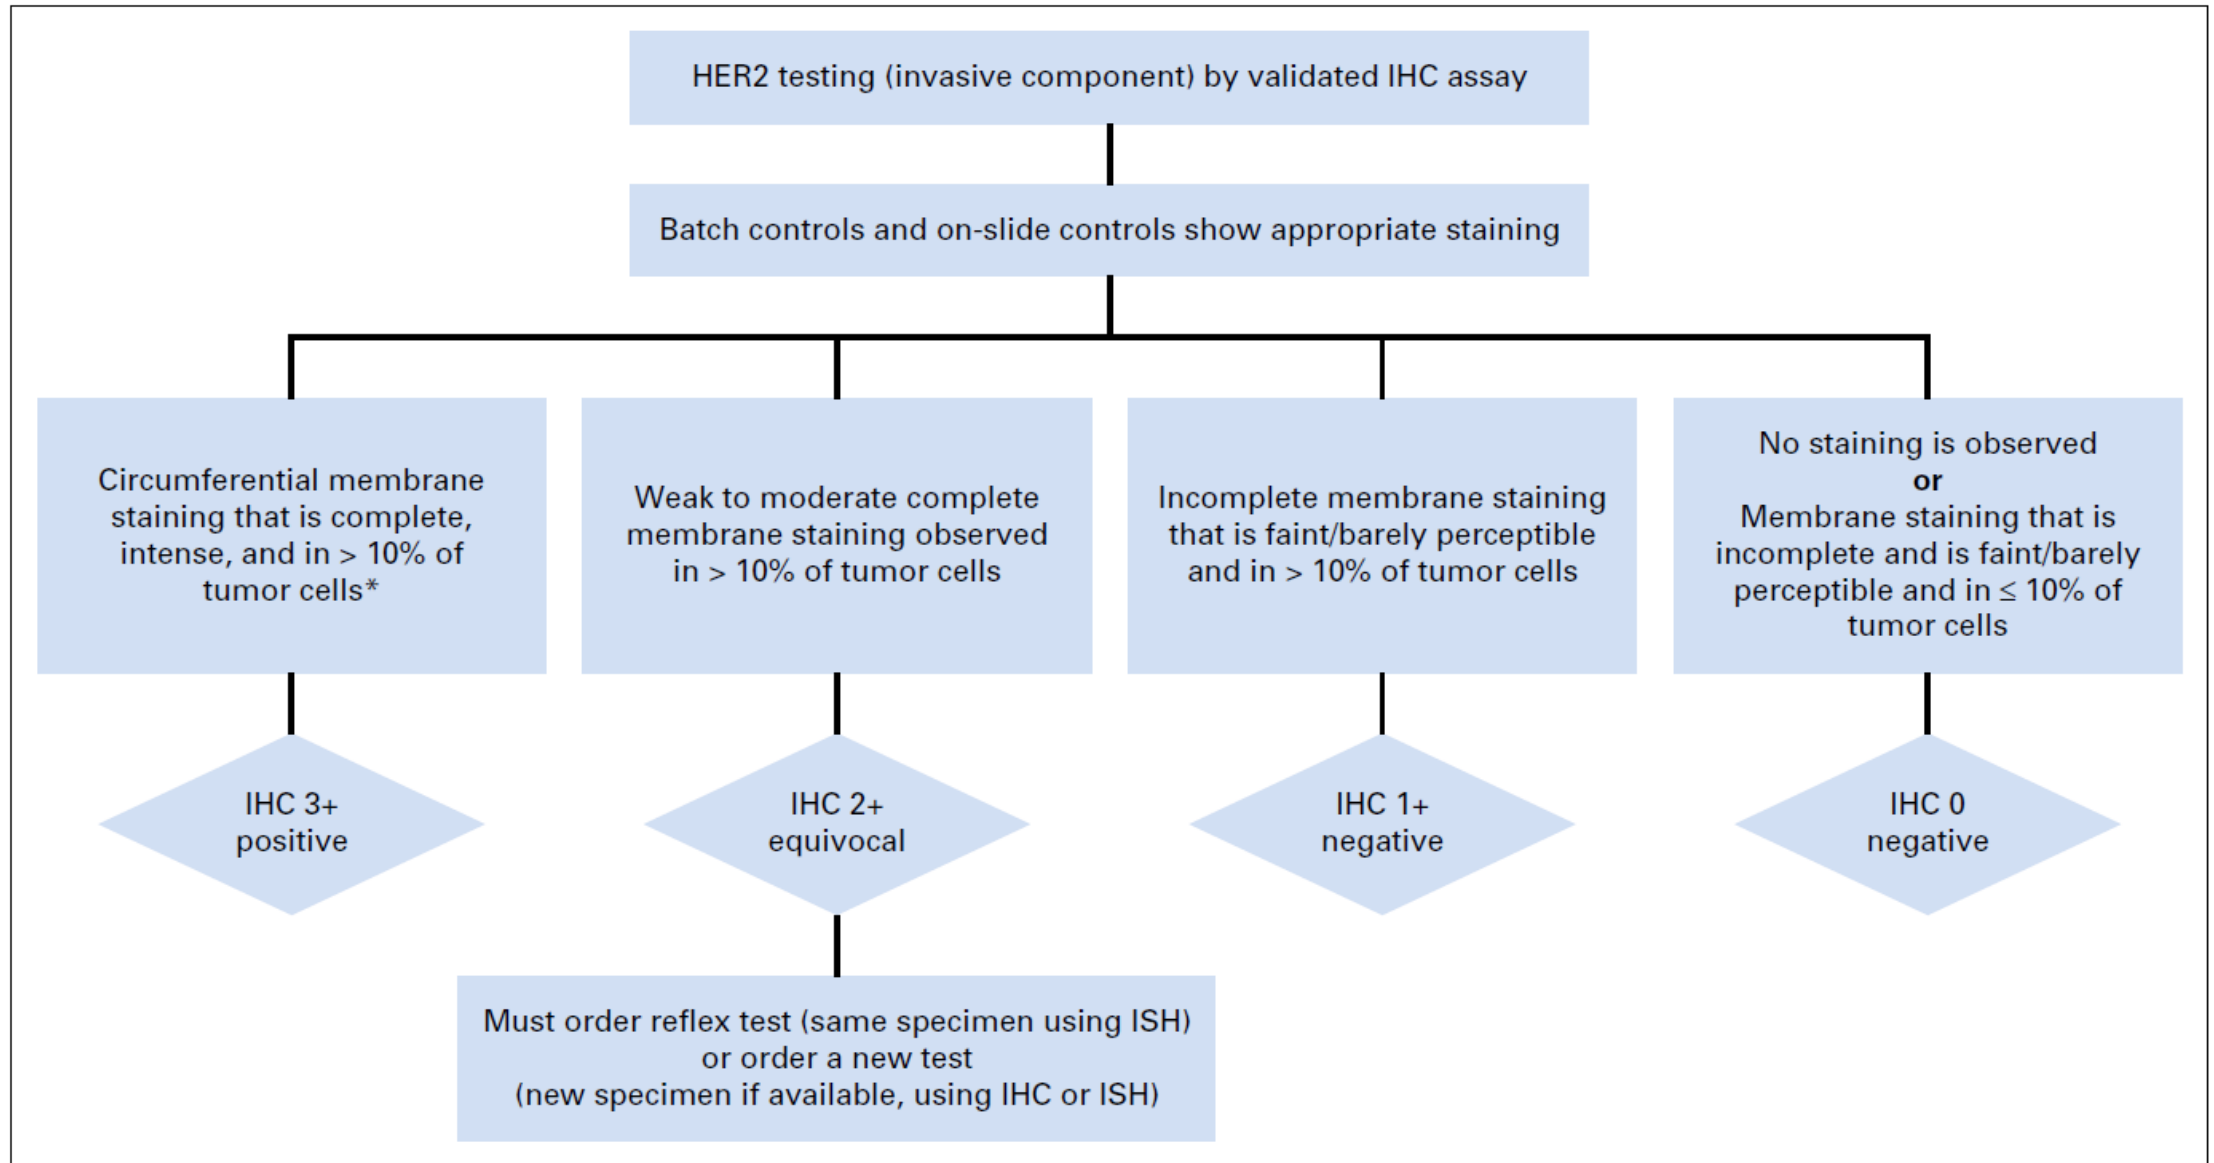 HER2 testing (invasive component) by validated IHC assay
Batch controls and on-slide controls show appropriate staining
Circumferential membrane
staining that is complete,
intense, and in > 10% of
tumor cells*
Weak to moderate complete
membrane staining observed
in > 10% of tumor cells
Incomplete membrane staining
that is faint/barely perceptible
and in > 10% of tumor cells
No staining is observed
or
Membrane staining that is
incomplete and is faint/barely
perceptible and in ≤ 10% of
tumor cells
IHC 3+
positive
IHC 2+
equivocal
IHC 1+
negative
IHC 0
negative
Must order reflex test (same specimen using ISH)
or order a new test
(new specimen if available, using IHC or ISH)